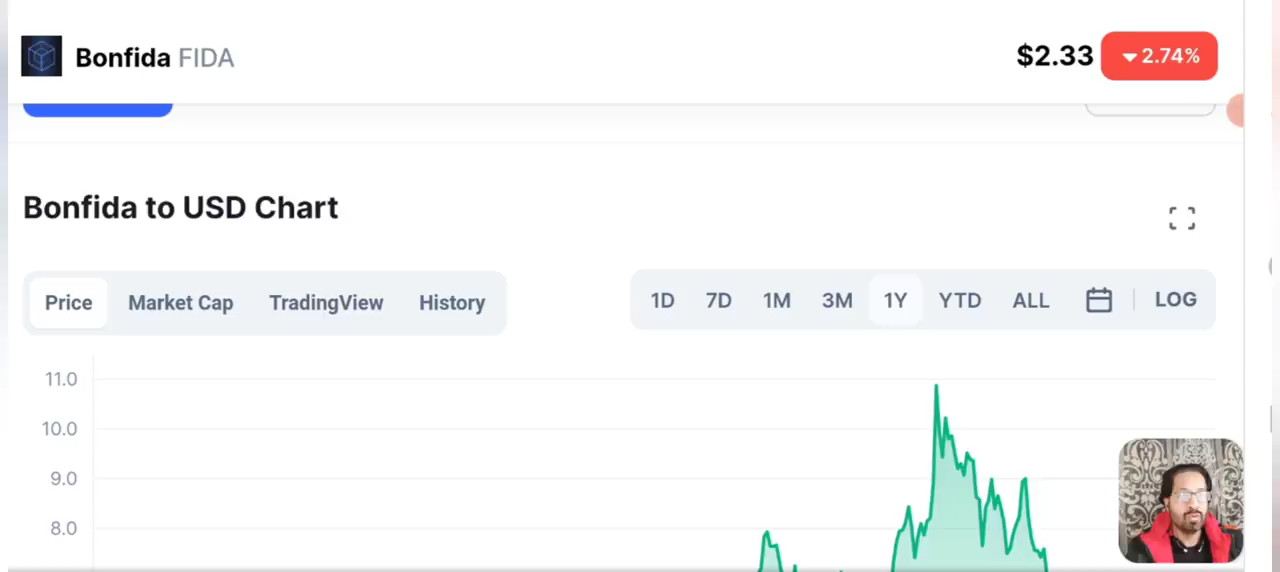 Bonfida FIDA
$2.33 2.74%
Bonfida to USD Chart
Price Market Cap TradingView History
1D 7D 1M 3M 1Y YTD ALL LOG
11.0
10.0
9.0
8.0